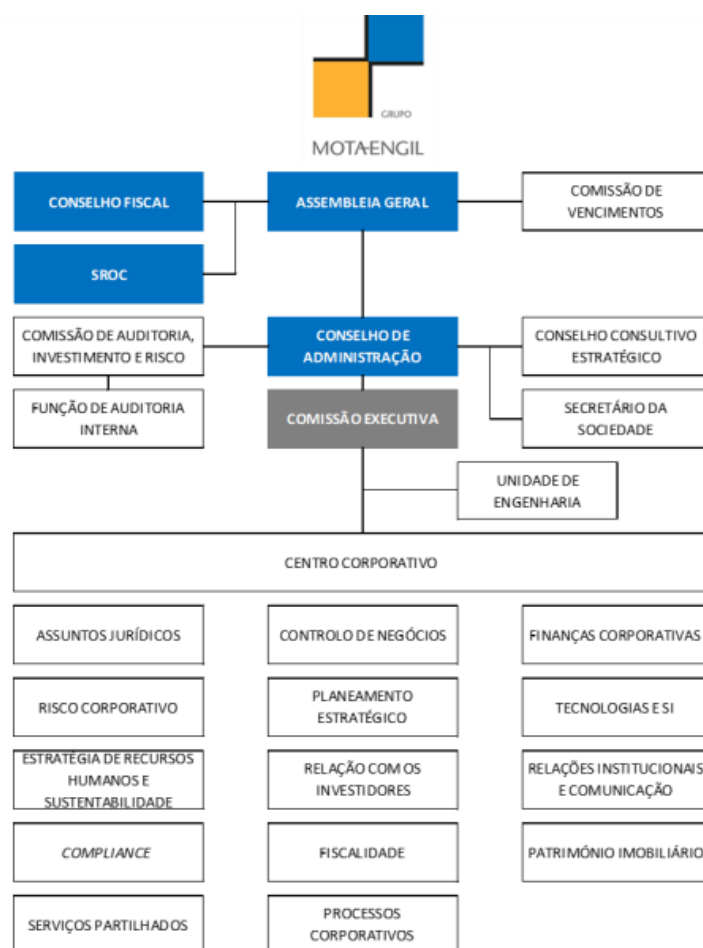 GRUPO
MOTA-ENGIL
CONSELHO FISCAL
ASSEMBLEIA GERAL
COMISSÃO DE
VENCIMENTOS
SROC
COMISSÃO DE AUDITORIA,
INVESTIMENTO E RISCO
CONSELHO DE
ADMINISTRAÇÃO
CONSELHO CONSULTIVO
ESTRATÉGICO
FUNÇÃO DE AUDITORIA
INTERNA
COMISSÃO EXECUTIVA
SECRETÁRIO DA
SOCIEDADE
UNIDADE DE
ENGENHARIA
CENTRO CORPORATIVO
ASSUNTOS JURÍDICOS
CONTROLO DE NEGÓCIOS
FINANÇAS CORPORATIVAS
RISCO CORPORATIVO
PLANEAMENTO
ESTRATÉGICO
TECNOLOGIAS E SI
ESTRATÉGIA DE RECURSOS
HUMANOS E
SUSTENTABILIDADE
RELAÇÃO COM OS
INVESTIDORES
RELAÇÕES INSTITUCIONAIS
E COMUNICAÇÃO
COMPLIANCE
FISCALIDADE
PATRIMÓNIO IMOBILIÁRIO
SERVIÇOS PARTILHADOS
PROCESSOS
CORPORATIVOS